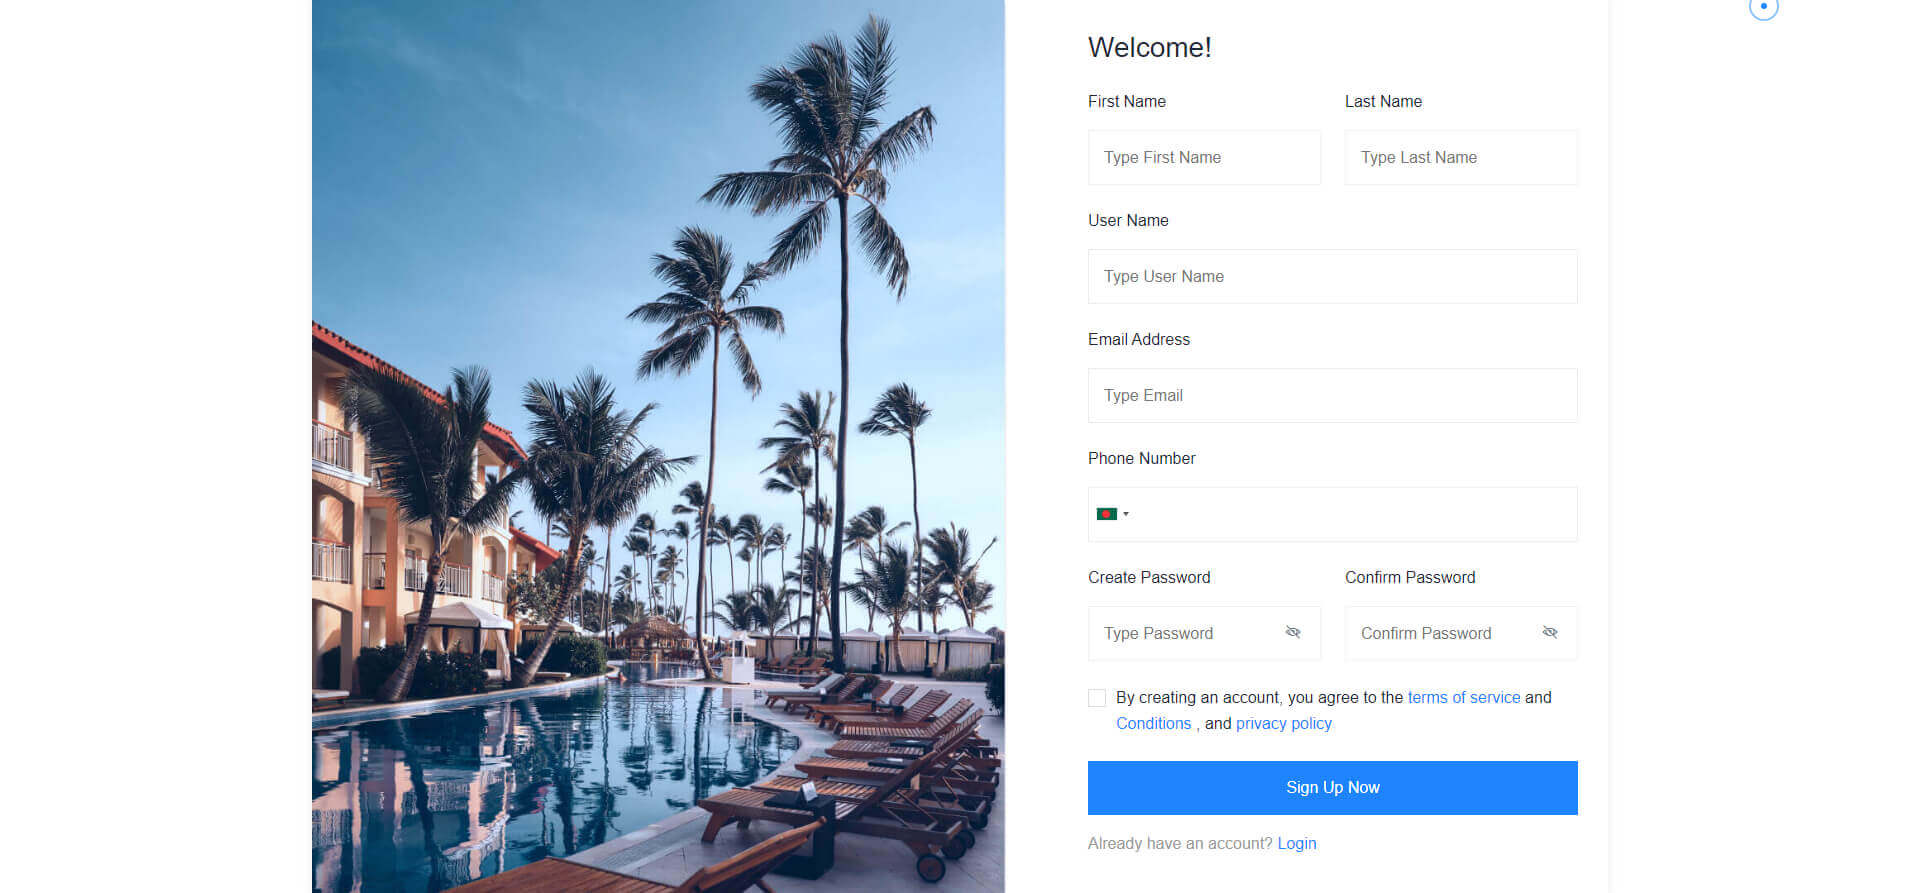 Welcome!
First Name
Last Name
Type First Name
Type Last Name
User Name
Type User Name
Email Address
Type Email
Phone Number
Create Password
Confirm Password
Type Password
Confirm Password
By creating an account, you agree to the terms of service and
Conditions , and privacy policy
Sign Up Now
Already have an account? Login